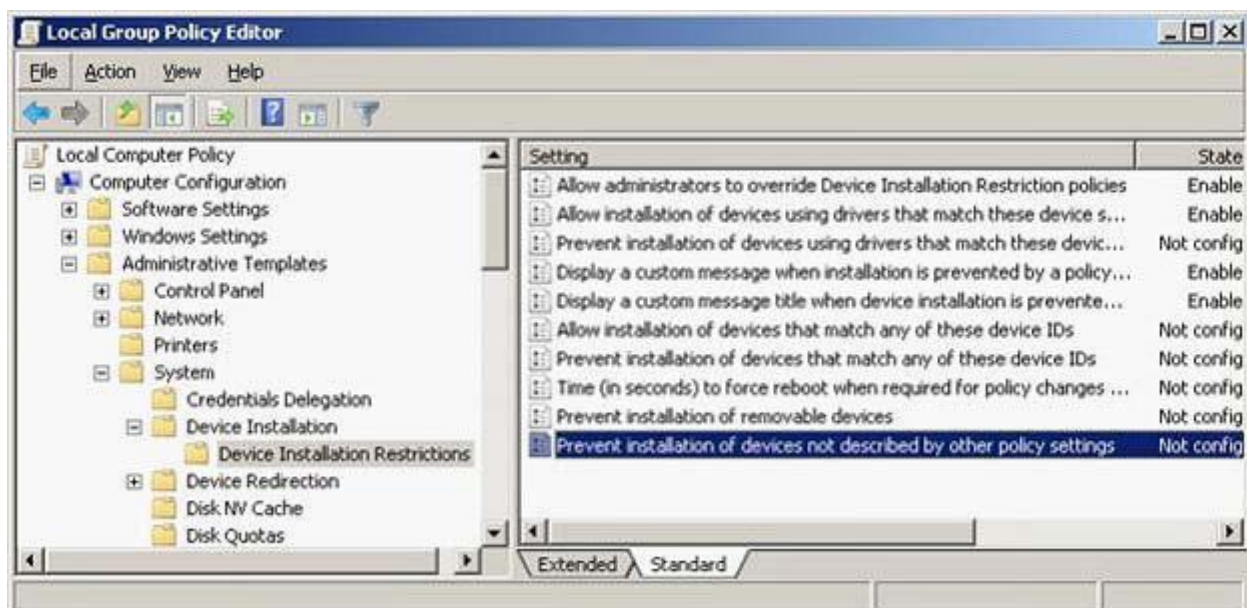 Local Group Policy Editor
File Action View Help
Local Computer Policy
Computer Configuration
Software Settings
Windows Settings
Administrative Templates
Control Panel
Network
Printers
System
Credentials Delegation
Device Installation
Device Installation Restrictions
Device Redirection
Disk NV Cache
Disk Quotas
Setting State
Allow administrators to override Device Installation Restriction policies Enable
Allow installation of devices using drivers that match these device s... Enable
Prevent installation of devices using drivers that match these devic... Not config
Display a custom message when installation is prevented by a policy... Enable
Display a custom message title when device installation is prevente... Enable
Allow installation of devices that match any of these device IDs Not config
Prevent installation of devices that match any of these device IDs Not config
Time (in seconds) to force reboot when required for policy changes ... Not config
Prevent installation of removable devices Not config
Prevent installation of devices not described by other policy settings Not config
Extended Standard